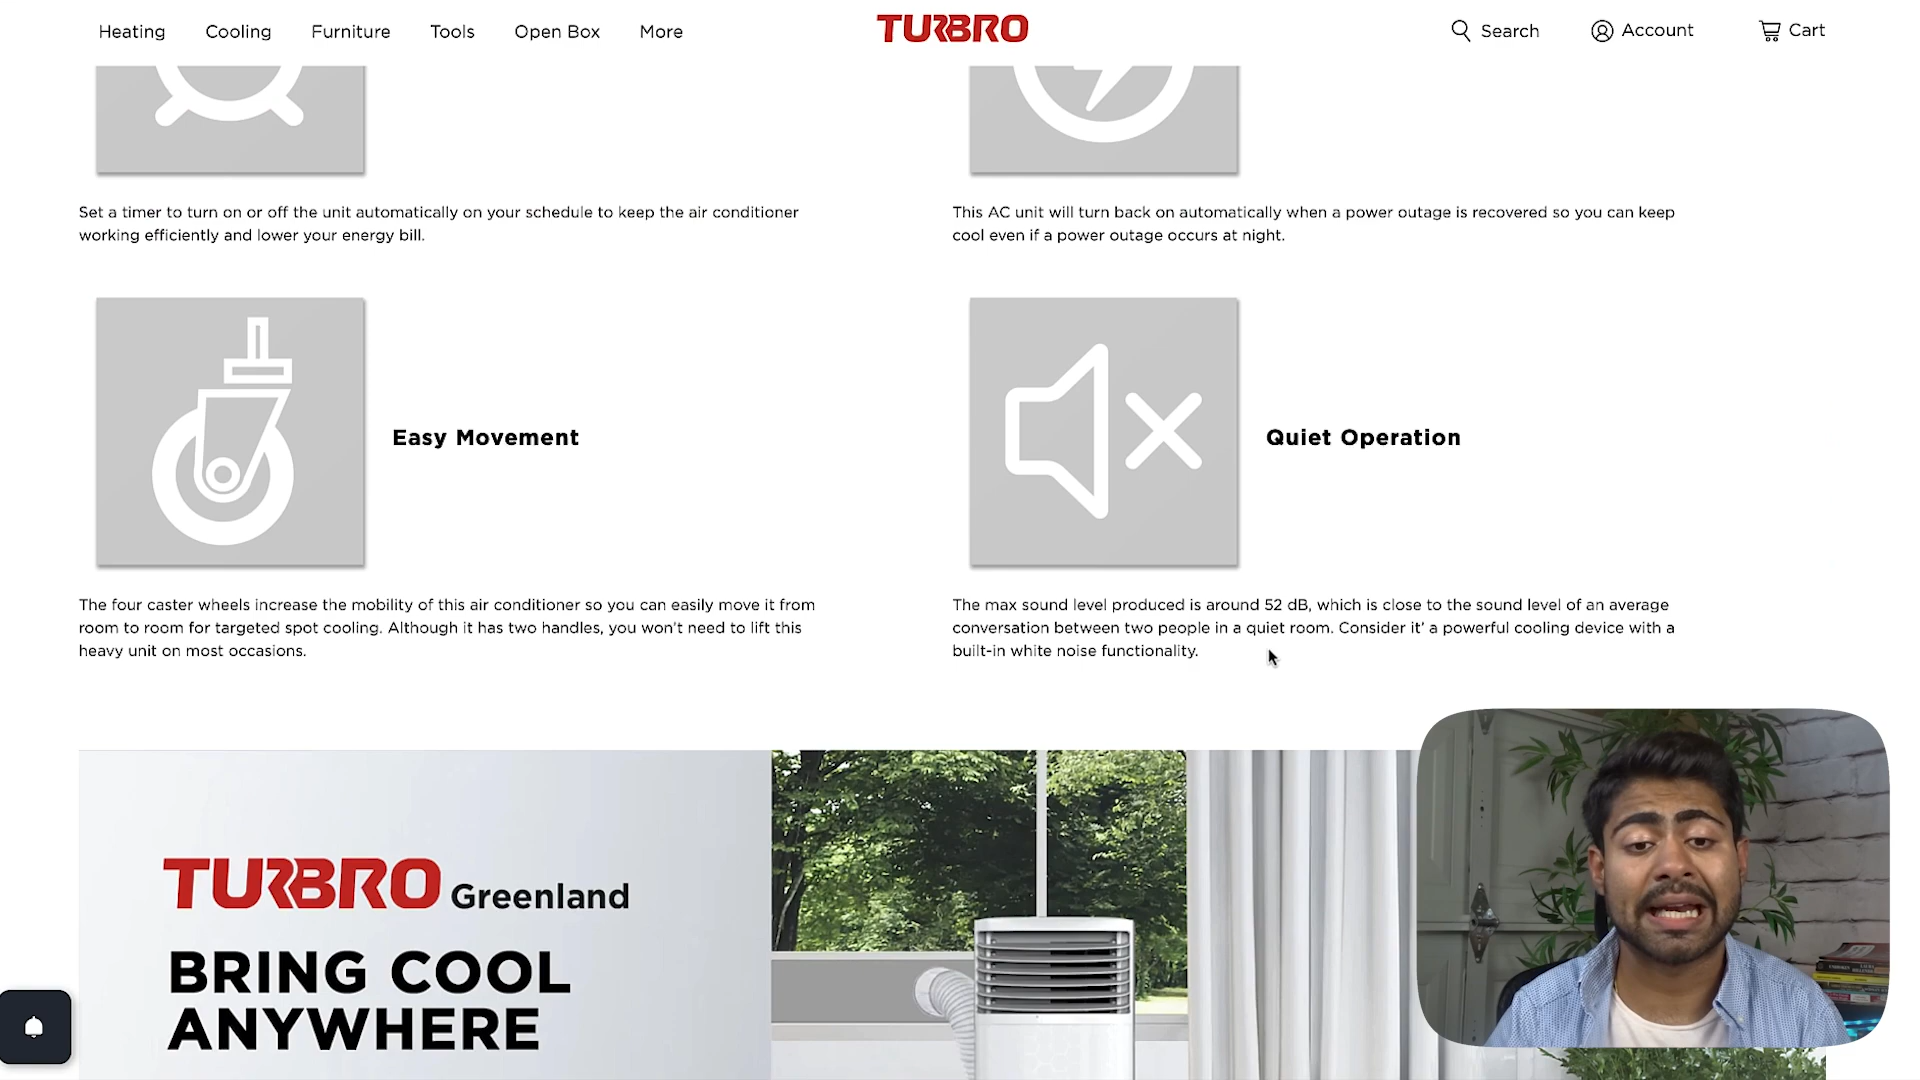 Heating Cooling Furniture Tools Open Box More TURBRO Search Account Cart
Set a timer to turn on or off the unit automatically on your schedule to keep the air conditioner
working efficiently and lower your energy bill.
This AC unit will turn back on automatically when a power outage is recovered so you can keep
cool even if a power outage occurs at night.
Easy Movement
Quiet Operation
The four caster wheels increase the mobility of this air conditioner so you can easily move it from
room to room for targeted spot cooling. Although it has two handles, you won't need to lift this
heavy unit on most occasions.
The max sound level produced is around 52 dB, which is close to the sound level of an average
conversation between two people in a quiet room. Consider it' a powerful cooling device with a
built-in white noise functionality.
TURBRO Greenland
BRING COOL
ANYWHERE